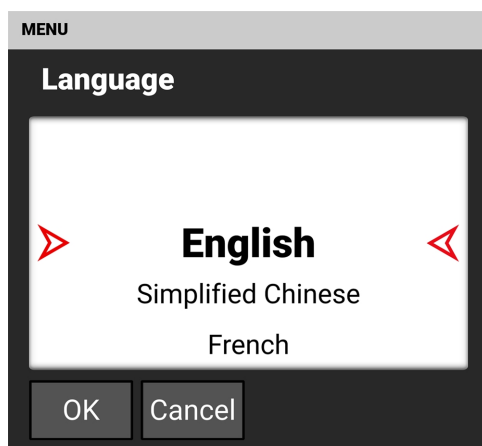 MENU
Language
English
Simplified Chinese
French
OK
Cancel